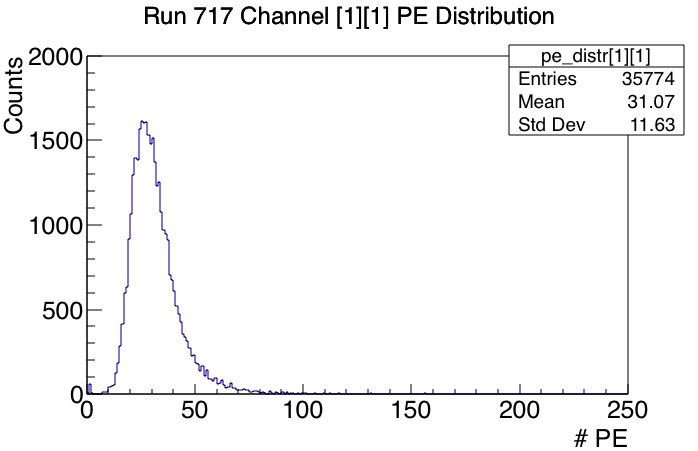 Run 717 Channel [1][1] PE Distribution
pe_distr[1][1]
Entries 35774
Mean 31.07
Std Dev 11.63
Counts
2000
1500
1000
500
0
0 50 100 150 200 250
# PE